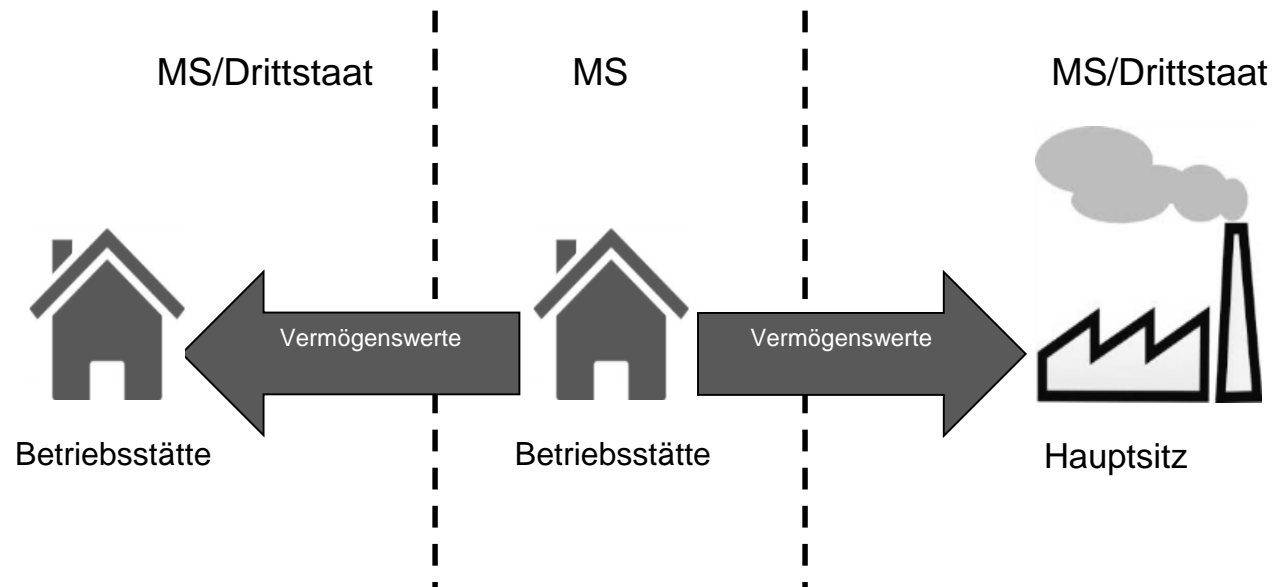 MS/Drittstaat
MS
MS/Drittstaat
Vermögenswerte
Vermögenswerte
Betriebsstätte
Betriebsstätte
Hauptsitz